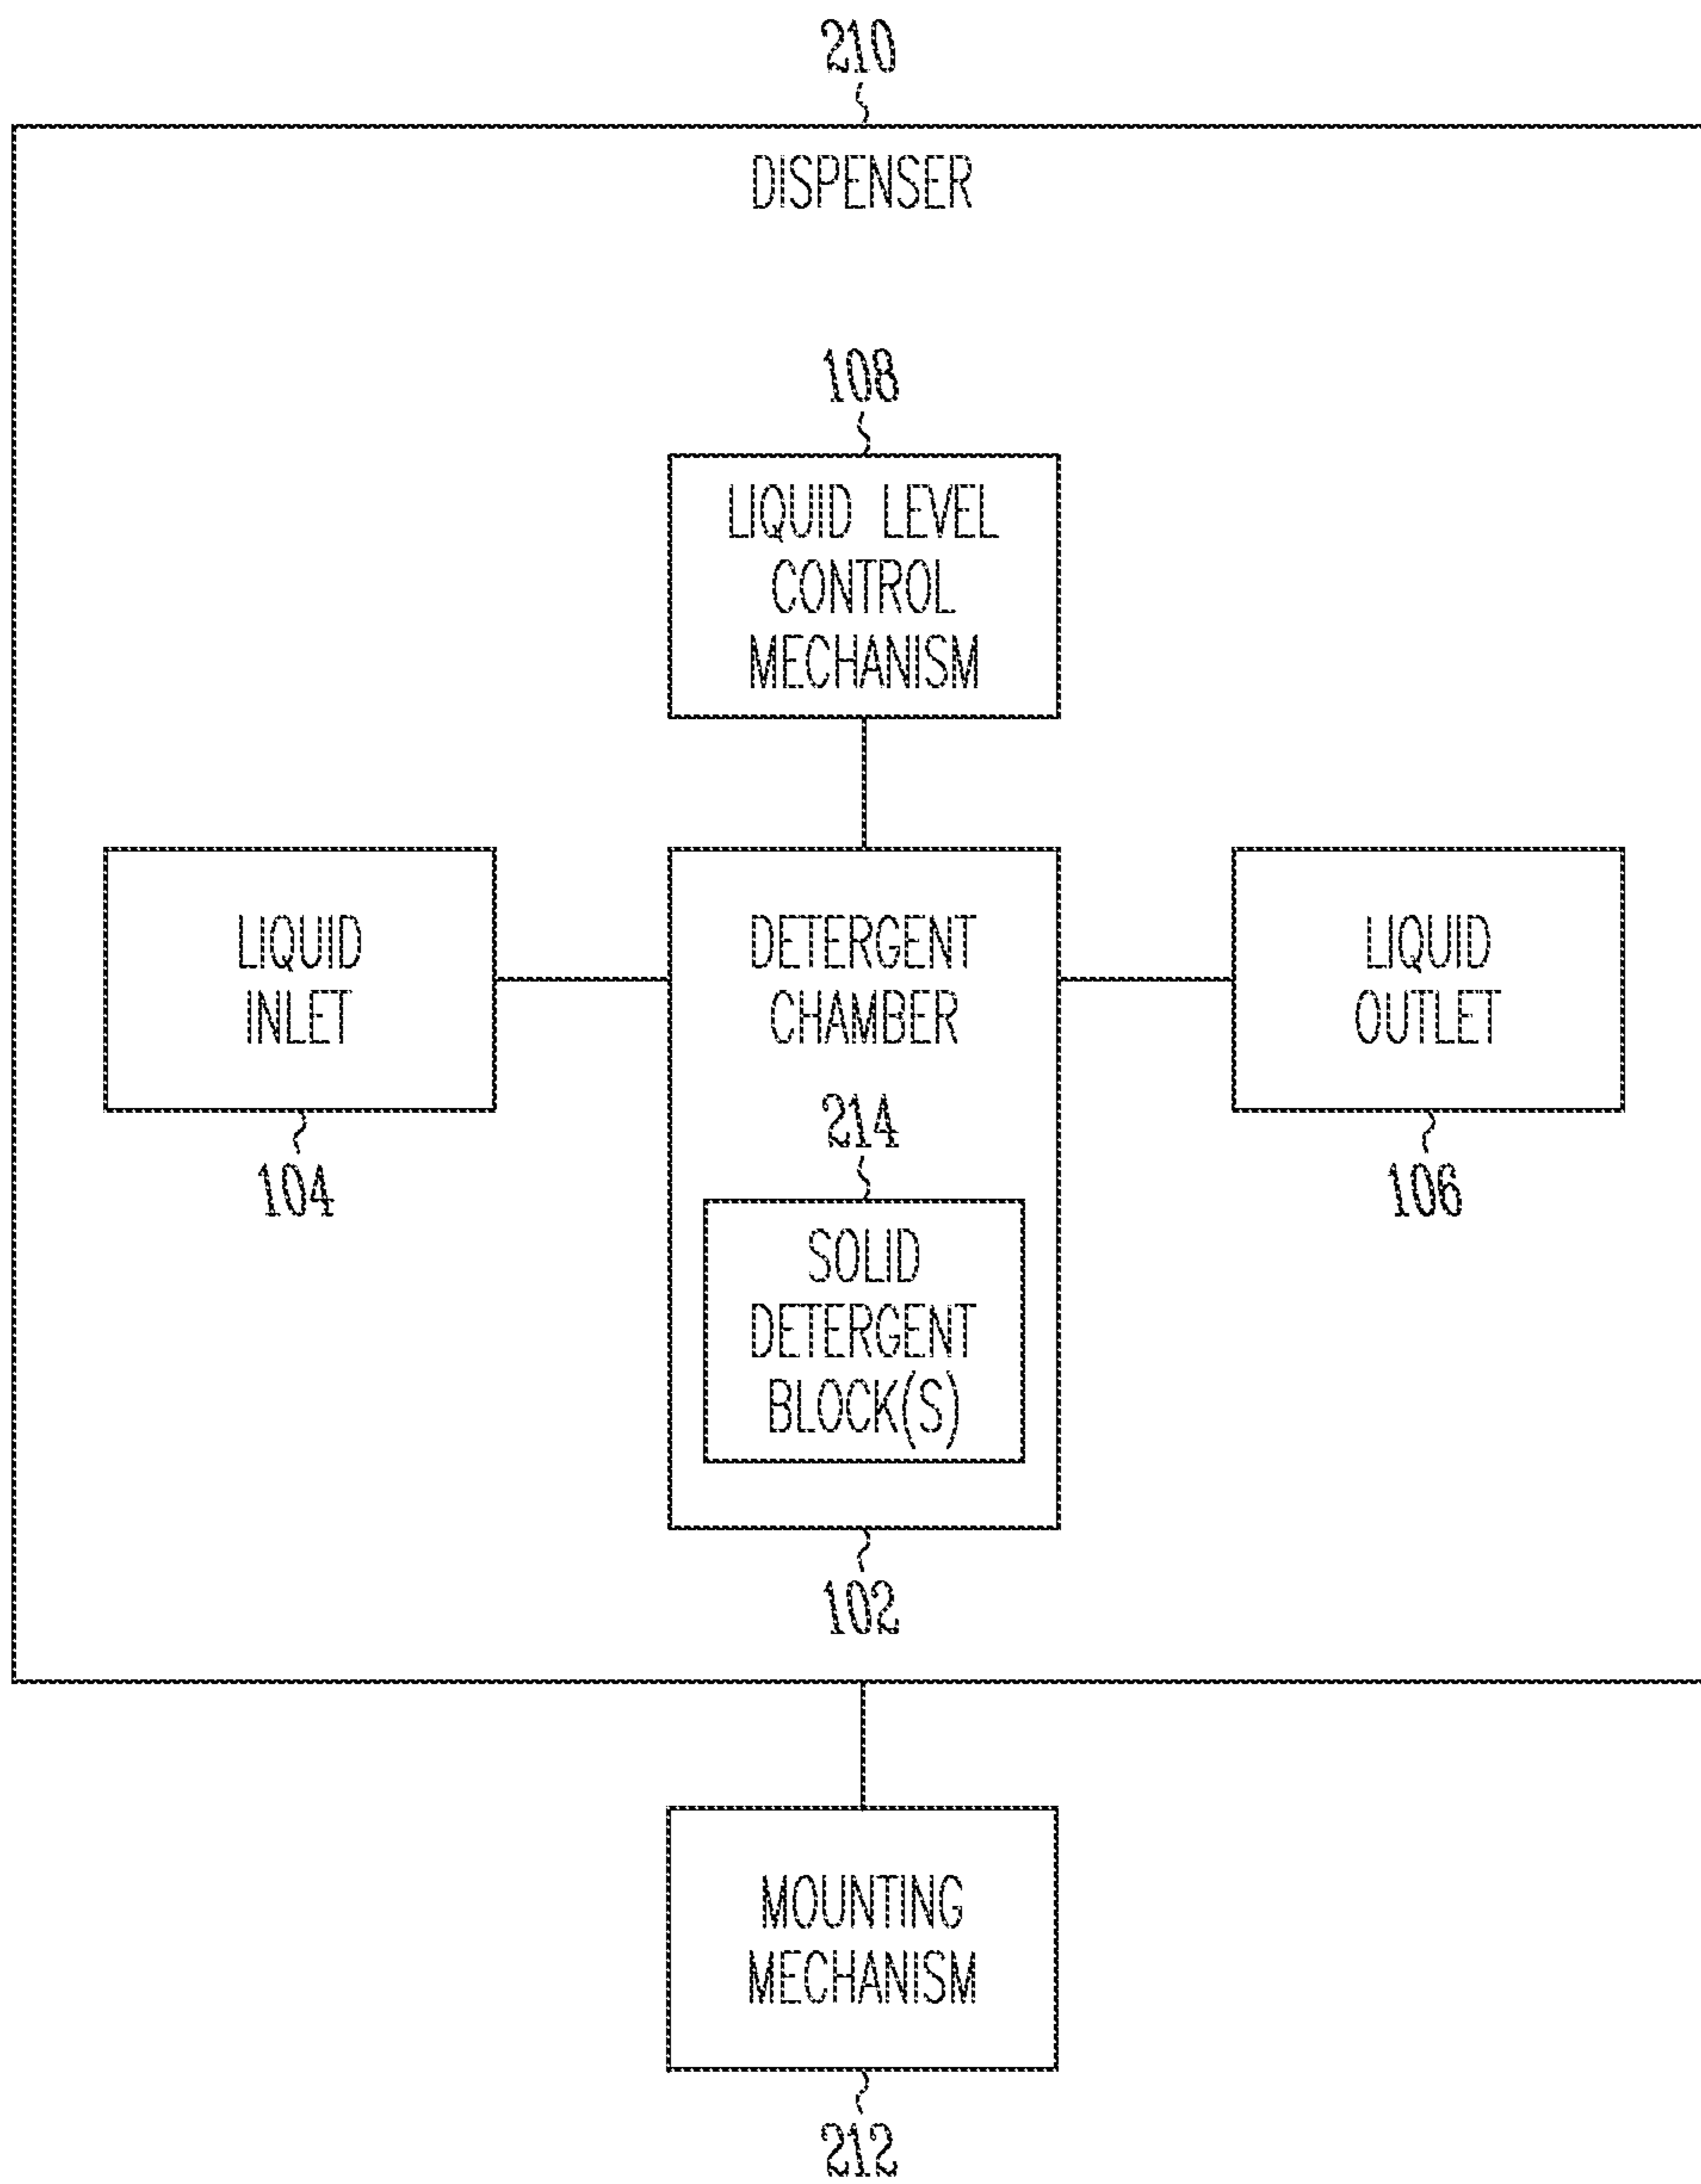 210
DISPENSER
108
LIQUID LEVEL
CONTROL
MECHANISM
LIQUID
INLET
104
DETERGENT
CHAMBER
214
SOLID
DETERGENT
BLOCK(S)
102
LIQUID
OUTLET
106
MOUNTING
MECHANISM
212